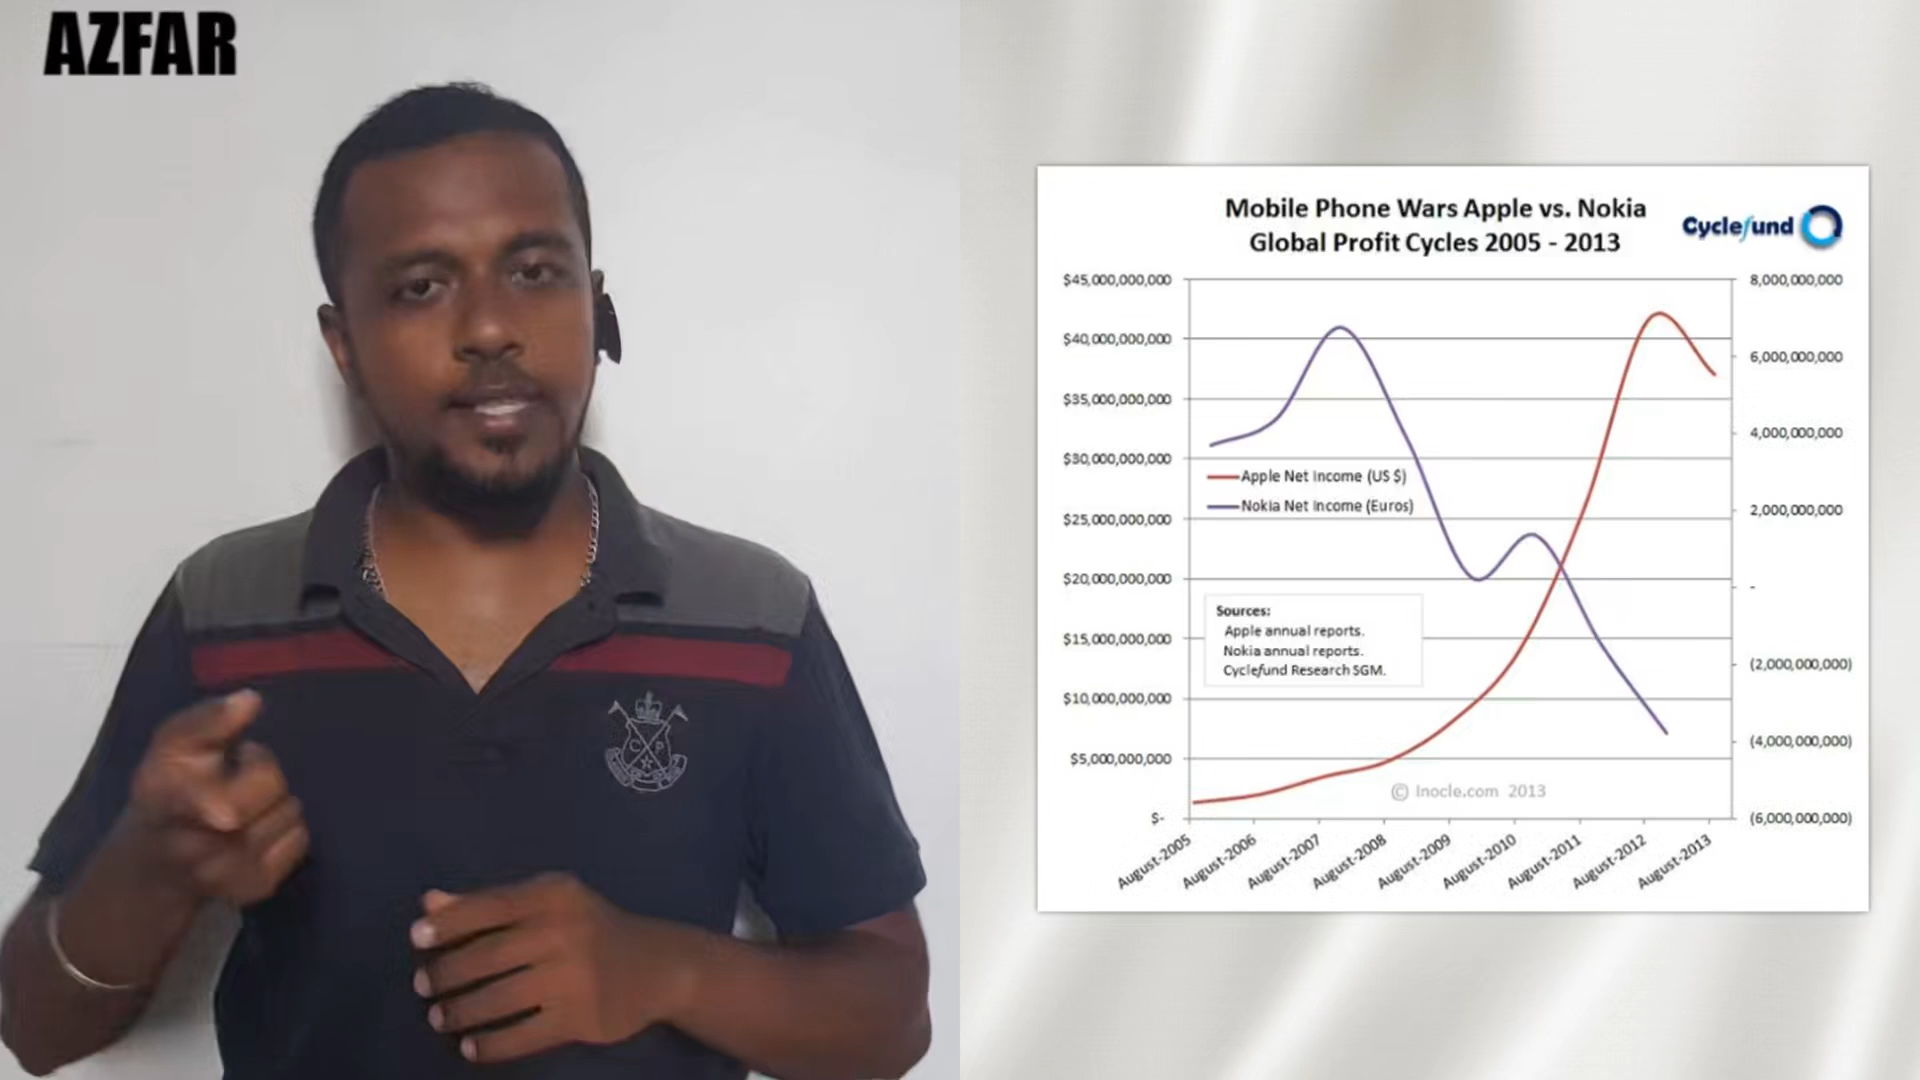 AZFAR
Mobile Phone Wars Apple vs. Nokia
Global Profit Cycles 2005 - 2013
Cyclefund
$45,000,000,000
$40,000,000,000
$35,000,000,000
$30,000,000,000
$25,000,000,000
$20,000,000,000
$15,000,000,000
$10,000,000,000
$5,000,000,000
$-
8,000,000,000
6,000,000,000
4,000,000,000
2,000,000,000
-
(2,000,000,000)
(4,000,000,000)
(6,000,000,000)
Apple Net Income (US $)
Nokia Net Income (Euros)
Sources:
Apple annual reports.
Nokia annual reports.
Cyclefund Research SGM.
© Inocle.com 2013
August-2005
August-2006
August-2007
August-2008
August-2009
August-2010
August-2011
August-2012
August-2013
C P